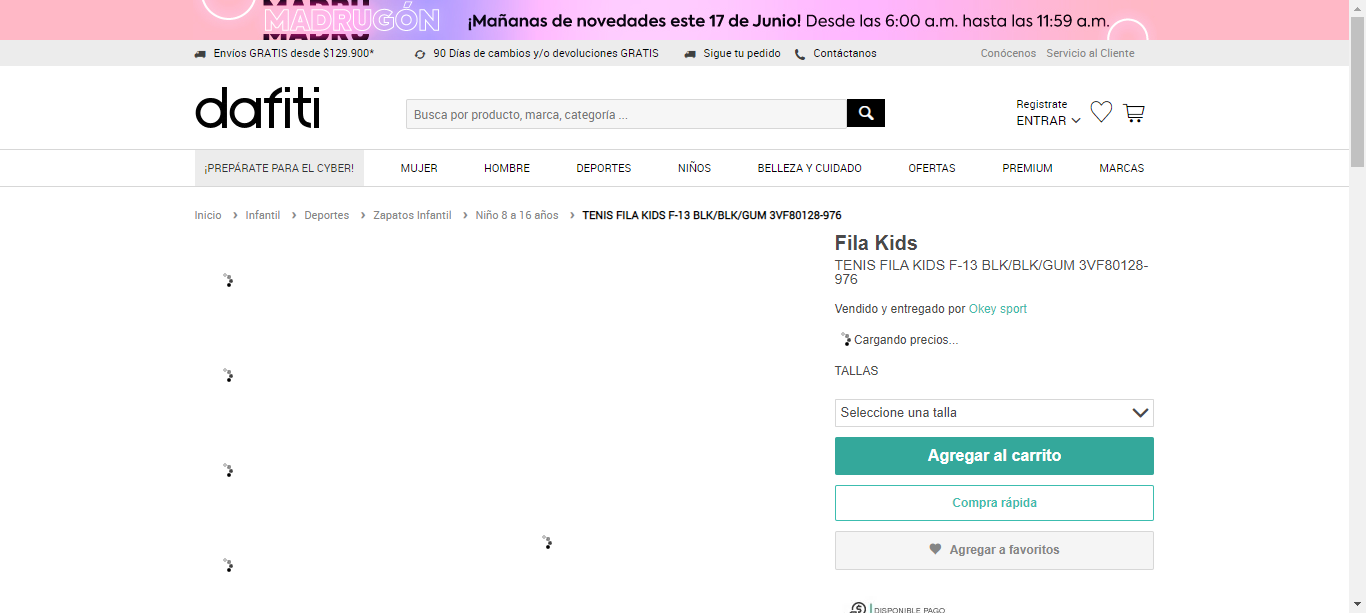 MADRUGÓN
¡Mañanas de novedades este 17 de Junio! Desde las 6:00 a.m. hasta las 11:59 a.m.
Envíos GRATIS desde $129.900*
90 Días de cambios y/o devoluciones GRATIS
Sigue tu pedido
Contáctanos
Conócenos
Servicio al Cliente
dafiti
Busca por producto, marca, categoría ...
Registrate
ENTRAR
¡PREPÁRATE PARA EL CYBER!
MUJER
HOMBRE
DEPORTES
NIÑOS
BELLEZA Y CUIDADO
OFERTAS
PREMIUM
MARCAS
Inicio › Infantil › Deportes › Zapatos Infantil › Niño 8 a 16 años › TENIS FILA KIDS F-13 BLK/BLK/GUM 3VF80128-976
Fila Kids
TENIS FILA KIDS F-13 BLK/BLK/GUM 3VF80128-
976
Vendido y entregado por Okey sport
Cargando precios...
TALLAS
Seleccione una talla
Agregar al carrito
Compra rápida
Agregar a favoritos
DISPONIBLE PAGO